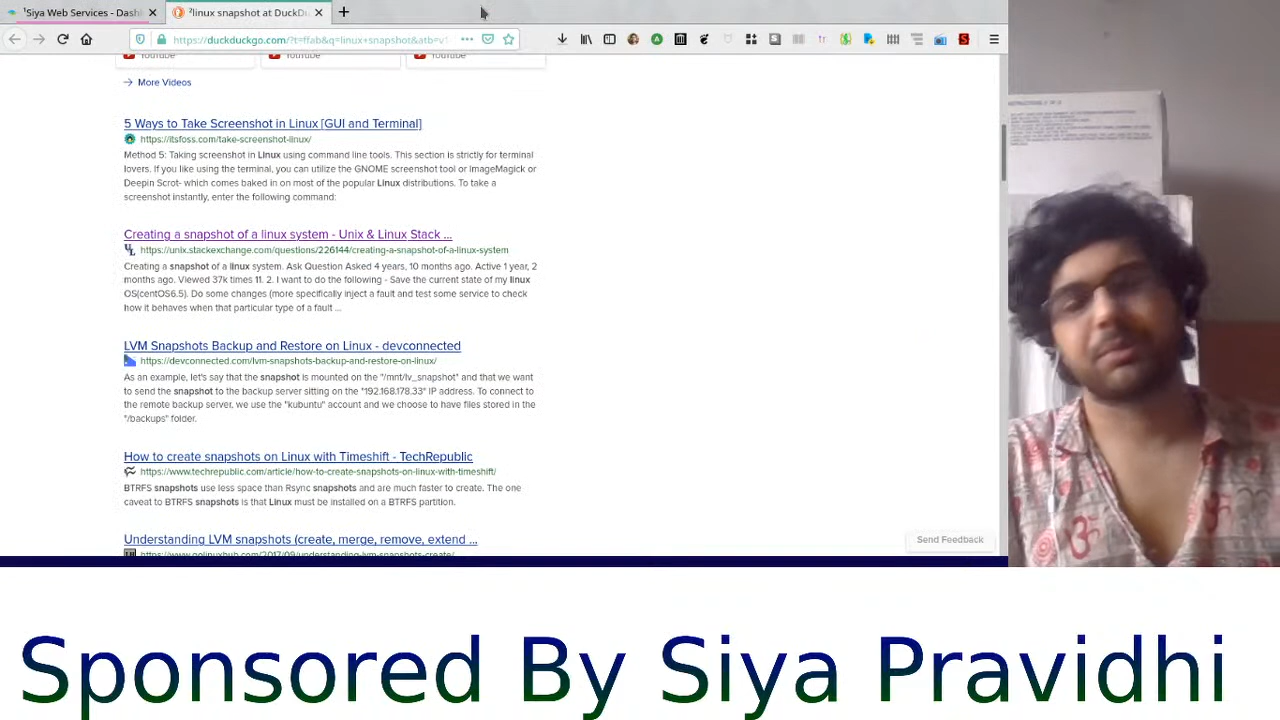 ¹Siya Web Services - Dash
²linux snapshot at DuckDu
https://duckduckgo.com/?t=ffab&q=linux+snapshot&atb=v
YouTube
YouTube
YouTube
More Videos
5 Ways to Take Screenshot in Linux [GUI and Terminal]
https://itsfoss.com/take-screenshot-linux/
Method 5: Taking screenshot in Linux using command line tools. This section is strictly for terminal
lovers. If you like using the terminal, you can utilize the GNOME screenshot tool or ImageMagick or
Deepin Scrot- which comes baked in on most of the popular Linux distributions. To take a
screenshot instantly, enter the following command:
Creating a snapshot of a linux system - Unix & Linux Stack ...
https://unix.stackexchange.com/questions/226144/creating-a-snapshot-of-a-linux-system
Creating a snapshot of a linux system. Ask Question Asked 4 years, 10 months ago. Active 1 year, 2
months ago. Viewed 37k times 11. 2. I want to do the following - Save the current state of my linux
OS(centOS6.5). Do some changes (more specifically inject a fault and test some service to check
how it behaves when that particular type of a fault ...
LVM Snapshots Backup and Restore on Linux - devconnected
https://devconnected.com/lvm-snapshots-backup-and-restore-on-linux/
As an example, let's say that the snapshot is mounted on the "/mnt/lv_snapshot" and that we want
to send the snapshot to the backup server sitting on the "192.168.178.33" IP address. To connect to
the remote backup server, we use the "kubuntu" account and we choose to have files stored in the
"/backups" folder.
How to create snapshots on Linux with Timeshift - TechRepublic
https://www.techrepublic.com/article/how-to-create-snapshots-on-linux-with-timeshift/
BTRFS snapshots use less space than Rsync snapshots and are much faster to create. The one
caveat to BTRFS snapshots is that Linux must be installed on a BTRFS partition.
Understanding LVM snapshots (create, merge, remove, extend ...
https://www.golinuxhub.com/2017/09/understanding-lvm-snapshots-create/
Send Feedback
Sponsored By Siya Pravidhi